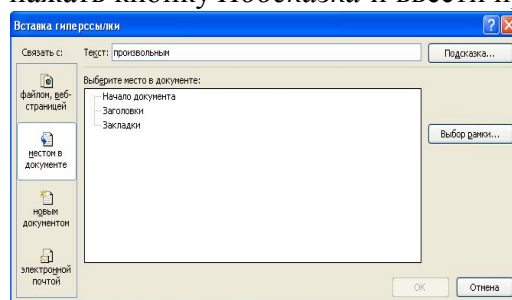 нажать кнопку Подсказка и ввести п
Вставка гиперссылки
Связать с:
Текст: произвольным
Подсказка...
файлом, веб-
страницей
Выберите место в документе:
Начало документа
Заголовки
Закладки
местом в
документе
Выбор рамки...
новым
документом
электронной
почтой
ОК
Отмена